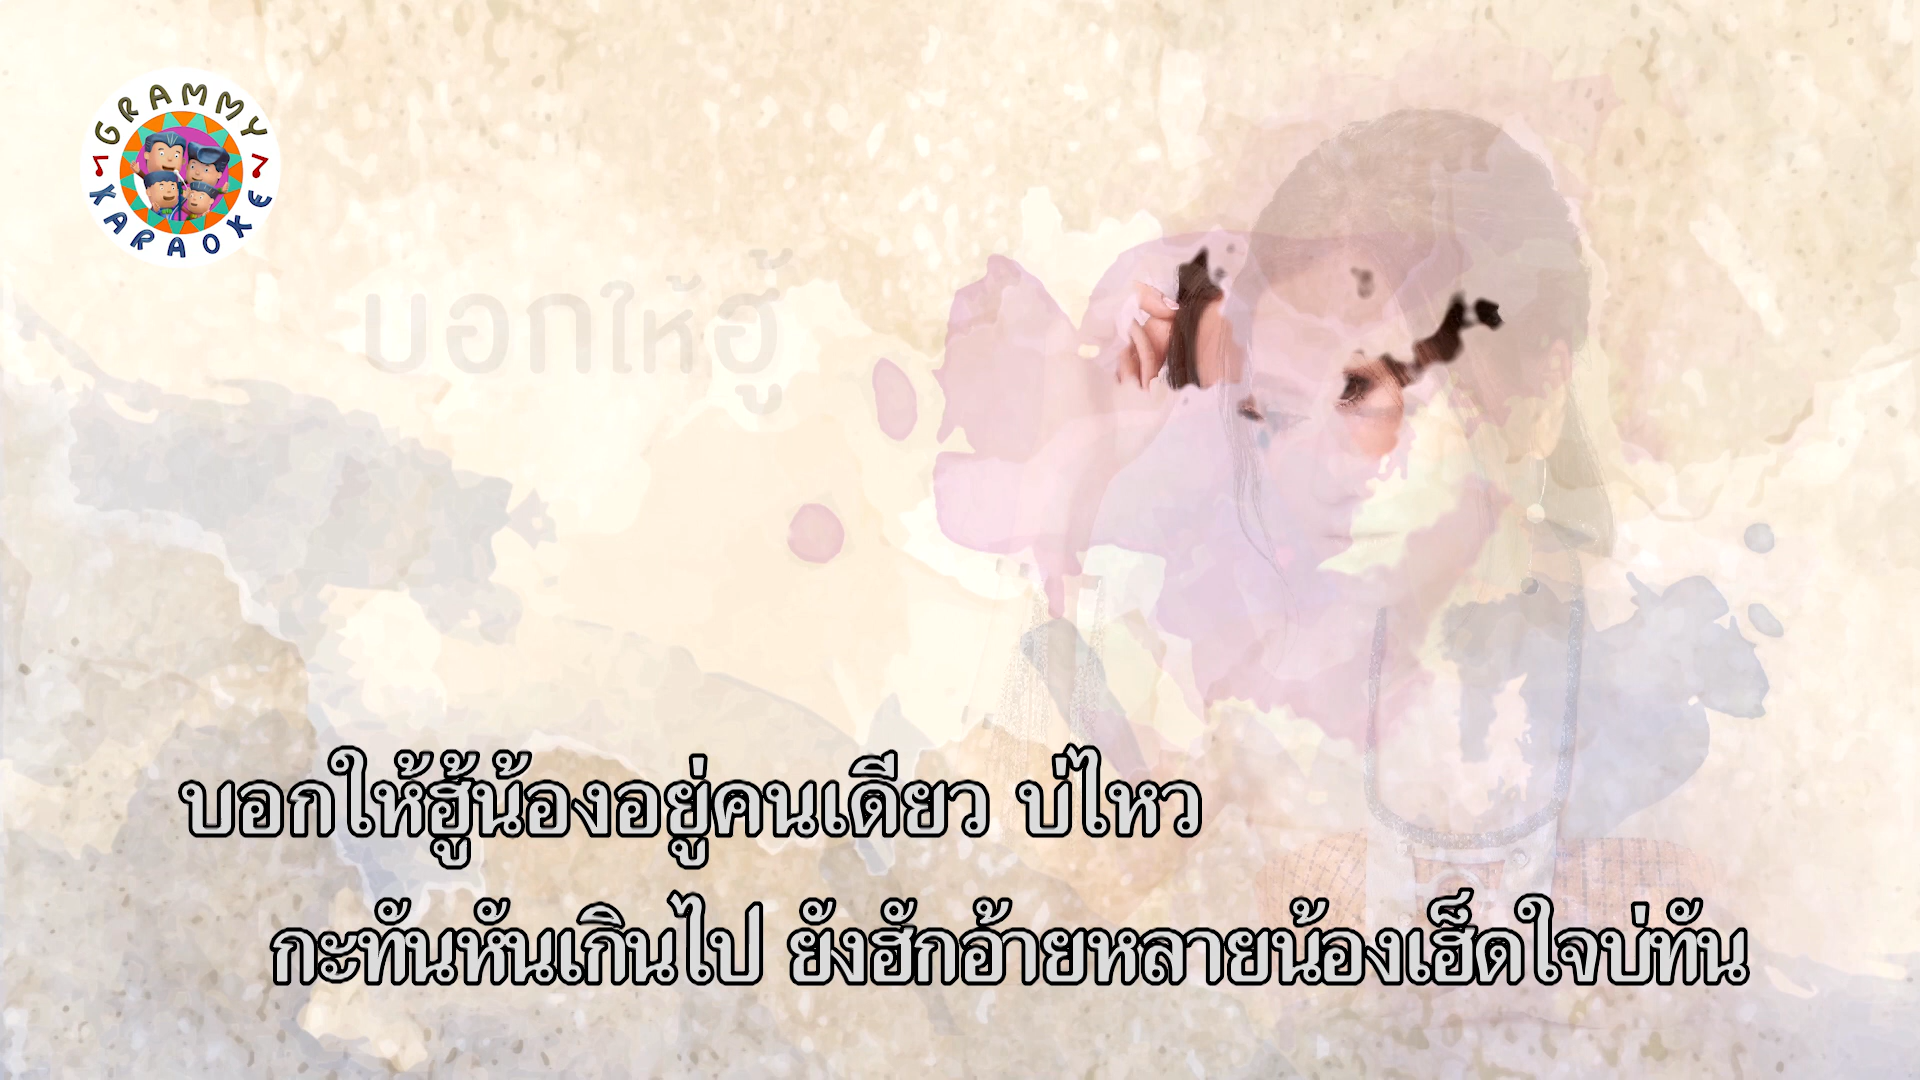 GRAMMY
KARAOKE
บอกให้ฮู้
บอกให้ฮู้น้องอยู่คนเดียว บ่ไหว
กะทันหันเกินไป ยังฮักอ้ายหลายน้องเฮ็ดใจบ่ทัน